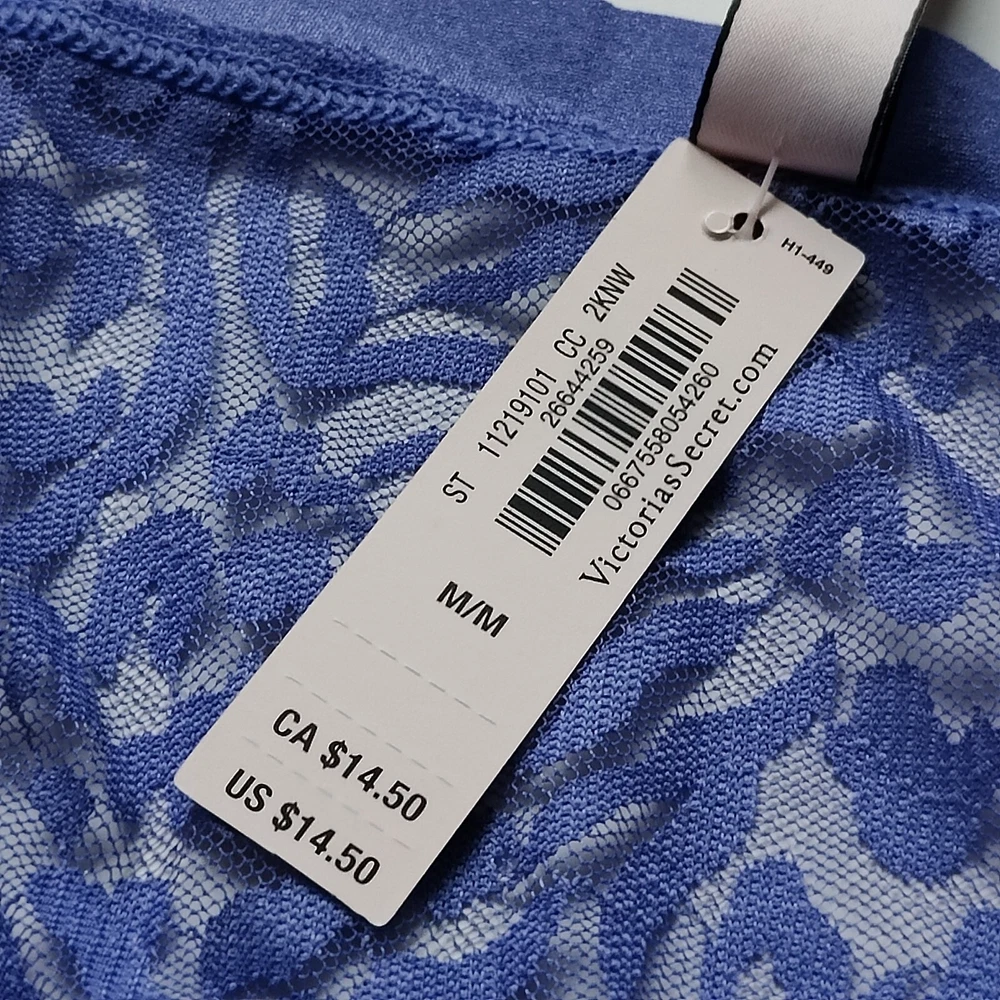 H1-449
ST 11219101 CC 2KNW
26644259
0667558054260
VictoriasSecret.com
M/M
CA $14.50
US $14.50